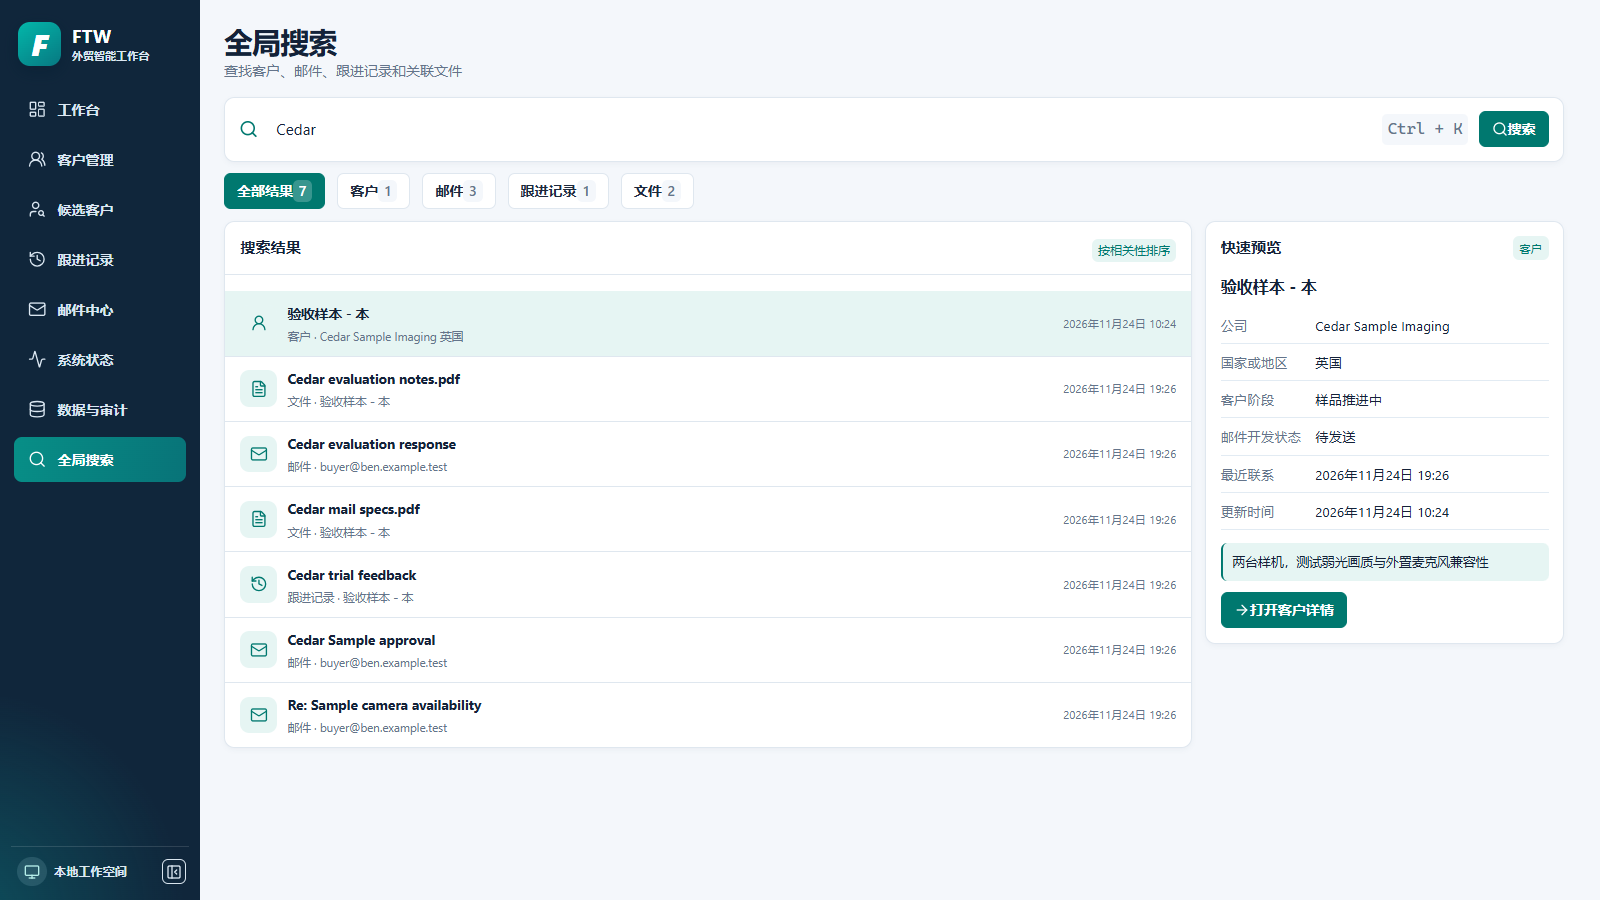 FTW
外贸智能工作台
工作台
客户管理
候选客户
跟进记录
邮件中心
系统状态
数据与审计
全局搜索
本地工作空间
全局搜索
查找客户、邮件、跟进记录和关联文件
Cedar
Ctrl + K
搜索
全部结果 7
客户 1
邮件 3
跟进记录 1
文件 2
搜索结果
按相关性排序
验收样本 - 本
客户 · Cedar Sample Imaging 英国
2026年11月24日 10:24
Cedar evaluation notes.pdf
文件 · 验收样本 - 本
2026年11月24日 19:26
Cedar evaluation response
邮件 · buyer@ben.example.test
2026年11月24日 19:26
Cedar mail specs.pdf
文件 · 验收样本 - 本
2026年11月24日 19:26
Cedar trial feedback
跟进记录 · 验收样本 - 本
2026年11月24日 19:26
Cedar Sample approval
邮件 · buyer@ben.example.test
2026年11月24日 19:26
Re: Sample camera availability
邮件 · buyer@ben.example.test
2026年11月24日 19:26
快速预览
客户
验收样本 - 本
公司 Cedar Sample Imaging
国家或地区 英国
客户阶段 样品推进中
邮件开发状态 待发送
最近联系 2026年11月24日 19:26
更新时间 2026年11月24日 10:24
两台样机，测试弱光画质与外置麦克风兼容性
打开客户详情